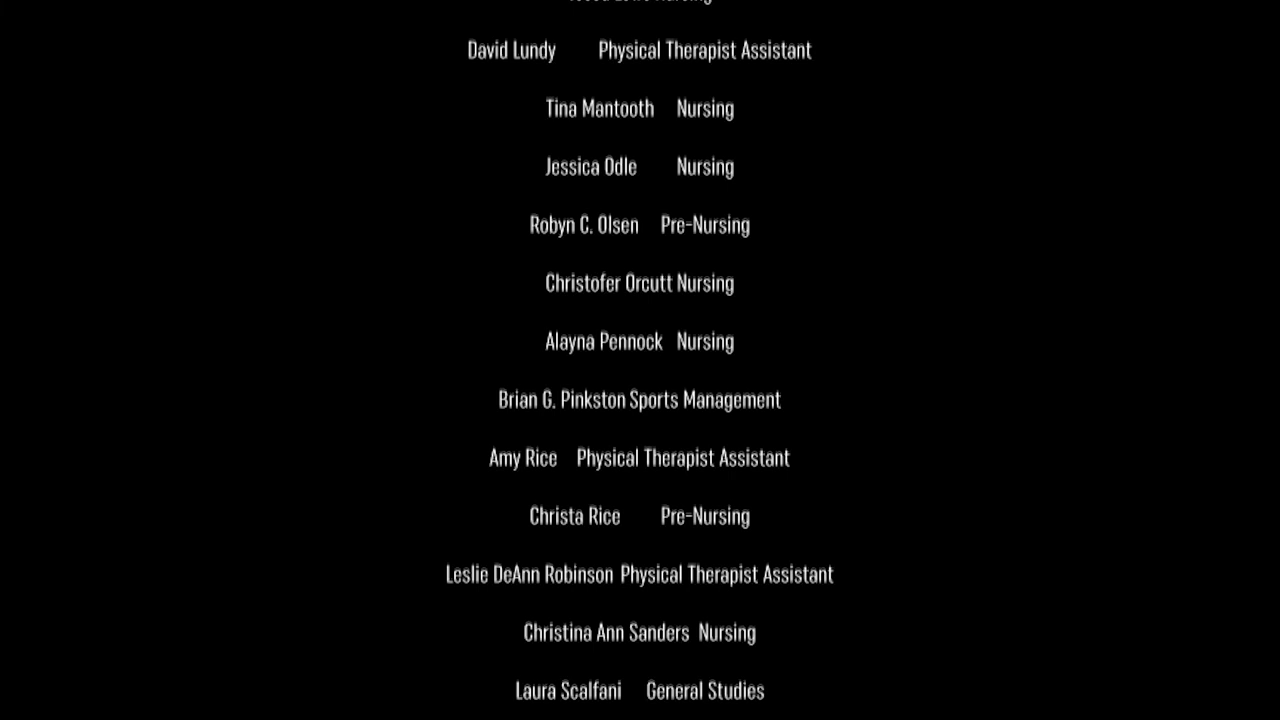 David Lundy Physical Therapist Assistant
Tina Mantooth Nursing
Jessica Odle Nursing
Robyn C. Olsen Pre-Nursing
Christofer Orcutt Nursing
Alayna Pennock Nursing
Brian G. Pinkston Sports Management
Amy Rice Physical Therapist Assistant
Christa Rice Pre-Nursing
Leslie DeAnn Robinson Physical Therapist Assistant
Christina Ann Sanders Nursing
Laura Scalfani General Studies